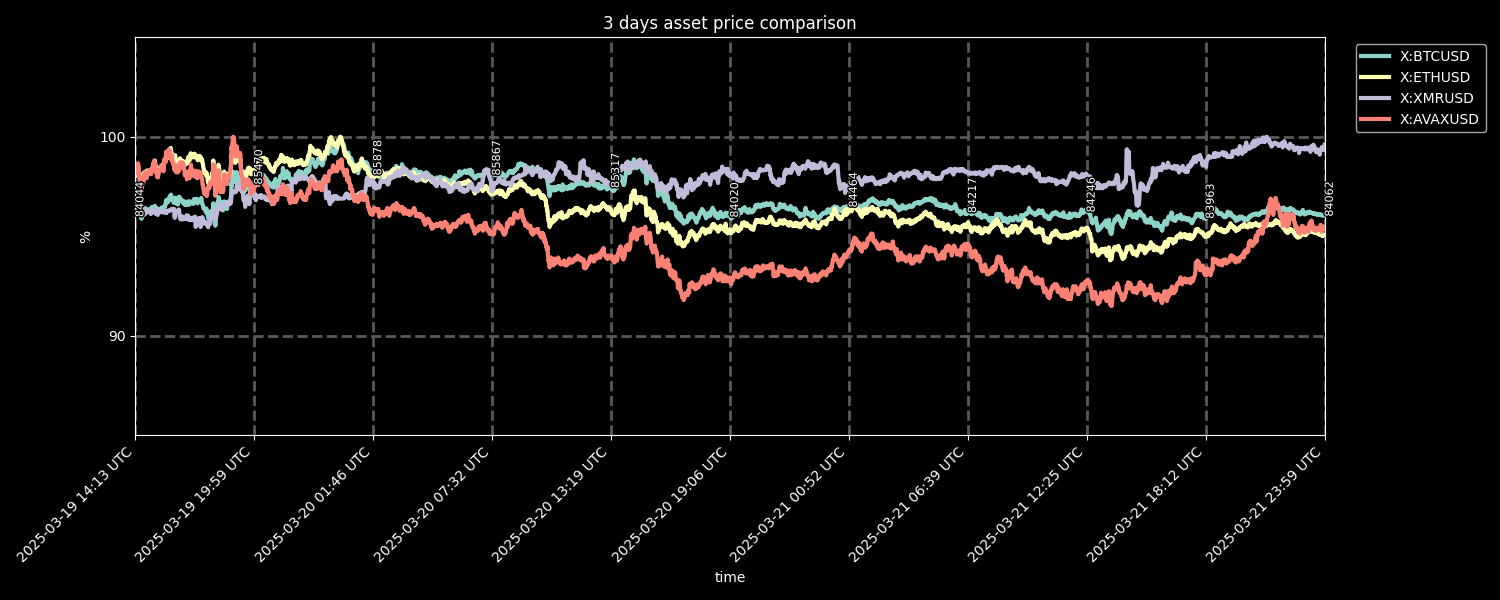 3 days asset price comparison
X:BTCUSD
X:ETHUSD
X:XMRUSD
X:AVAXUSD
100
90
%
84044
85470
85878
85867
85317
84020
84464
84217
84246
83963
84062
2025-03-19 14:13 UTC
2025-03-19 19:59 UTC
2025-03-20 01:46 UTC
2025-03-20 07:32 UTC
2025-03-20 13:19 UTC
2025-03-20 19:06 UTC
2025-03-21 00:52 UTC
2025-03-21 06:39 UTC
2025-03-21 12:25 UTC
2025-03-21 18:12 UTC
2025-03-21 23:59 UTC
time